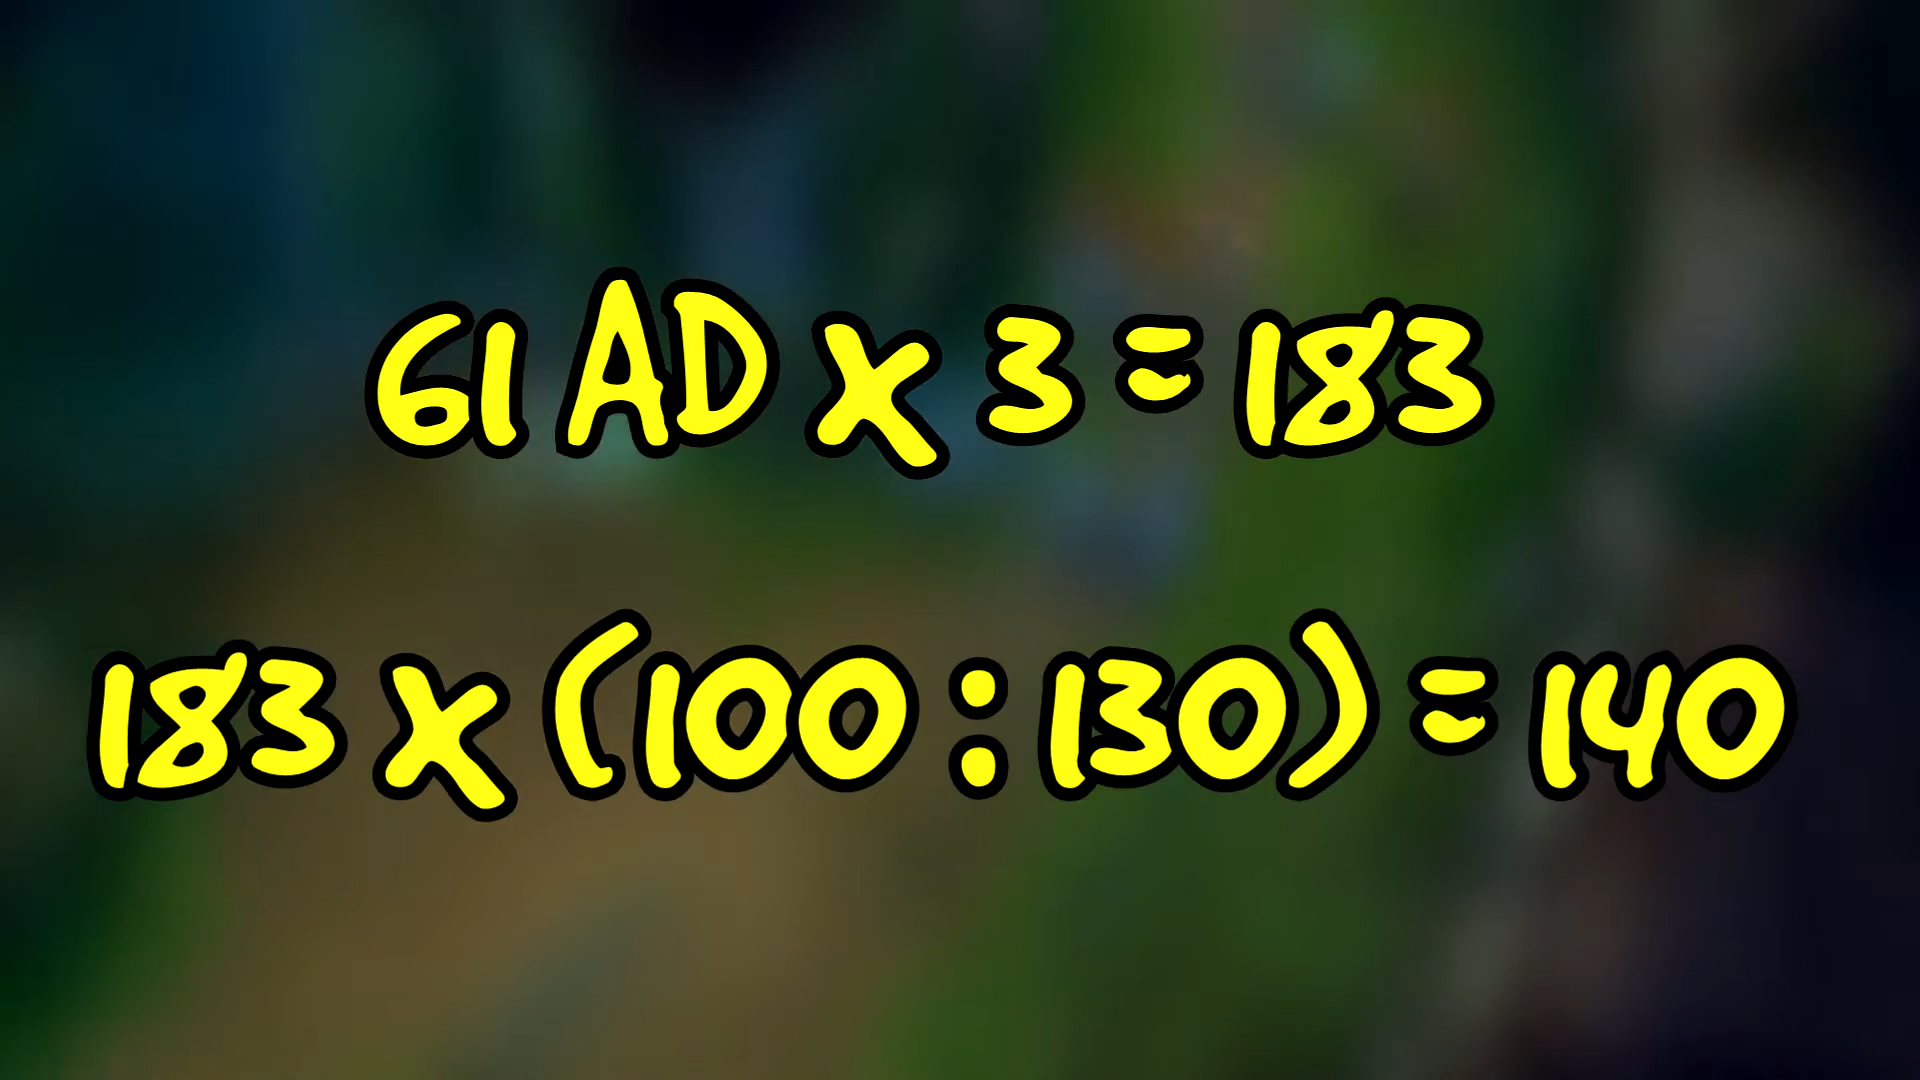 61 AD x 3 = 183
183 x (100 : 130) = 140